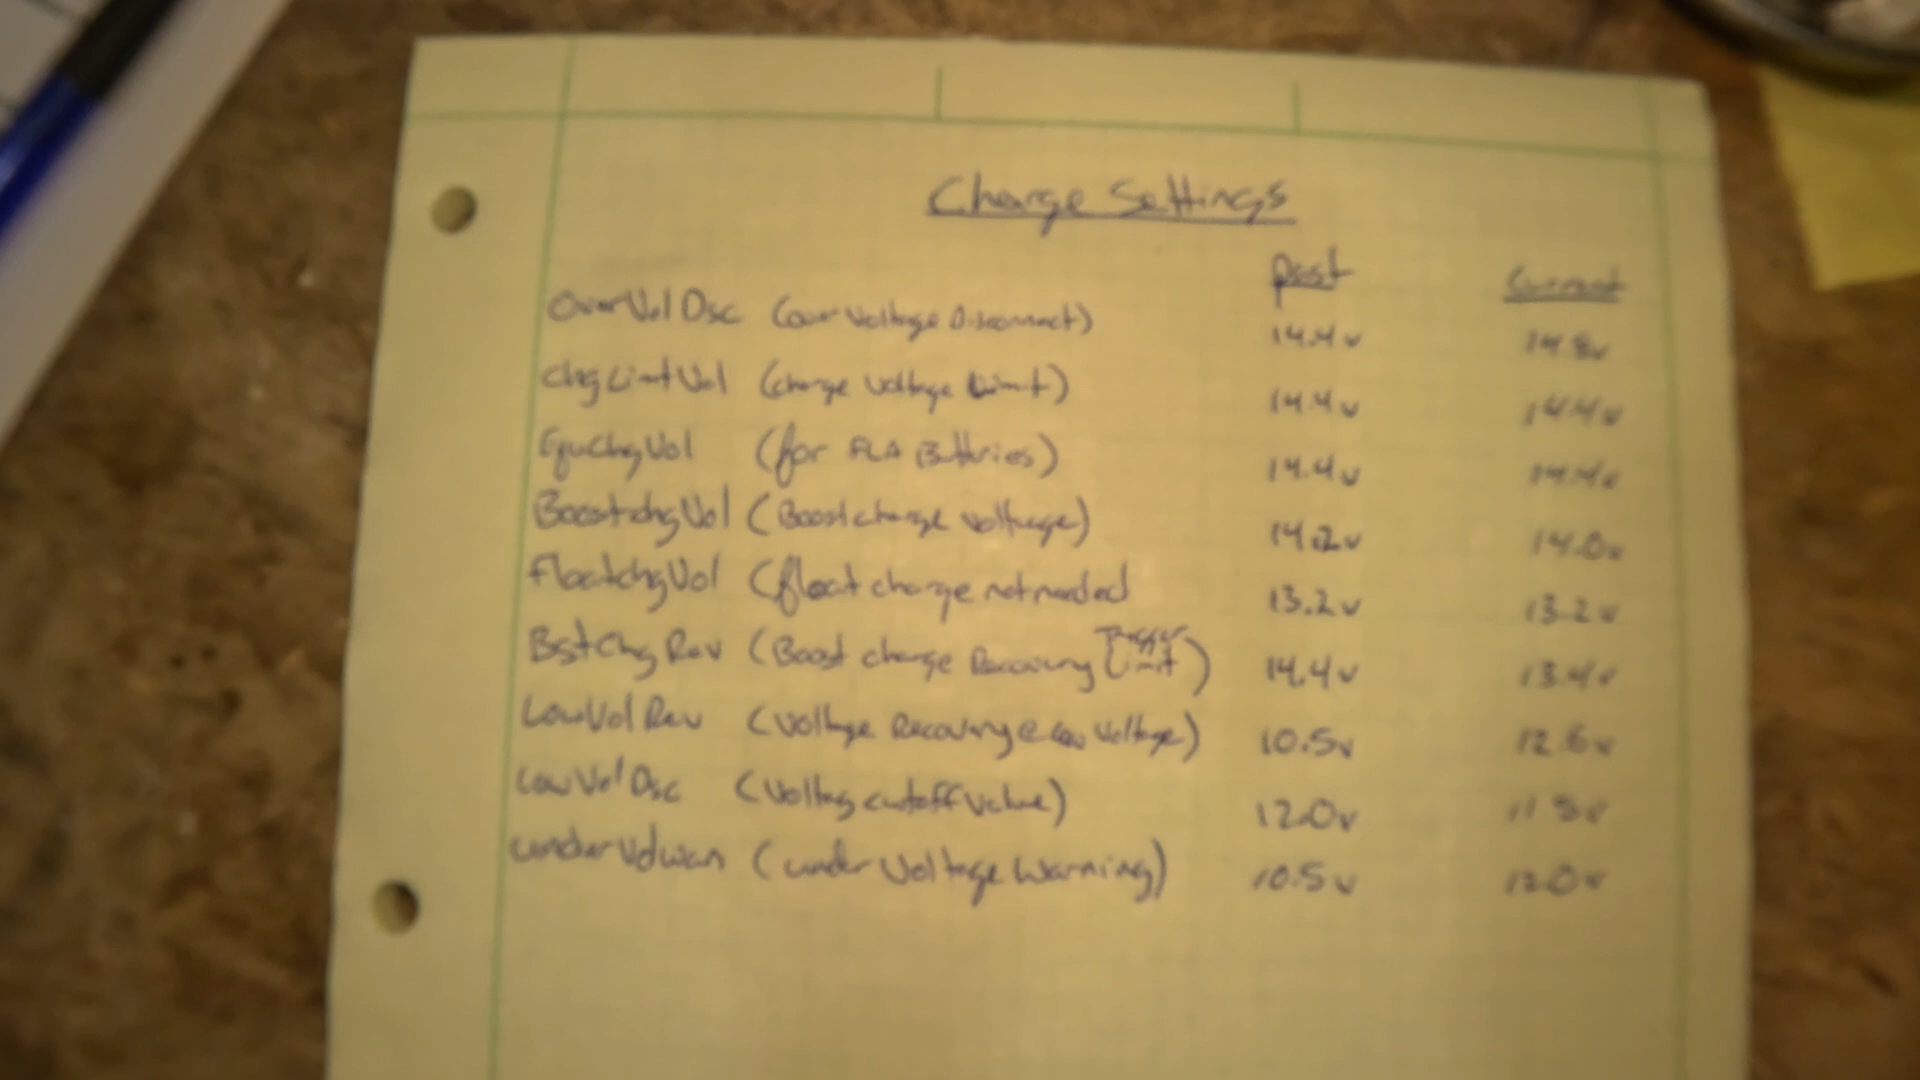 Charge Settings
Past Current
OverVolDsc (over voltage Disconnect) 14.4v 14.8v
ChgLimtVol (charge voltage Limit) 14.4v 14.4v
EquChgVol (for FLA Batteries) 14.4v 14.4v
BoostchgVol (Boost charge voltage) 14.2v 14.0v
floatchgVol (float charge not needed 13.2v 13.2v
BstChgRev (Boost charge Recovery Trigger Limit) 14.4v 13.4v
LowVolRev (voltage Recovery @ low voltage) 10.5v 12.6v
LowVolDsc (Voltag cutoff value) 12.0v
underVolWan (under Voltage Warning) 10.5v 12.0v